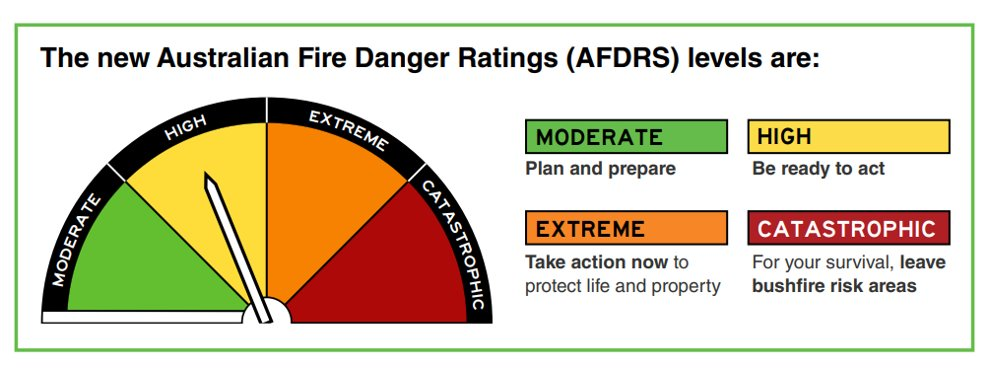 The new Australian Fire Danger Ratings (AFDRS) levels are:
MODERATE
HIGH
EXTREME
CATASTROPHIC
MODERATE
Plan and prepare
HIGH
Be ready to act
EXTREME
Take action now to
protect life and property
CATASTROPHIC
For your survival, leave
bushfire risk areas